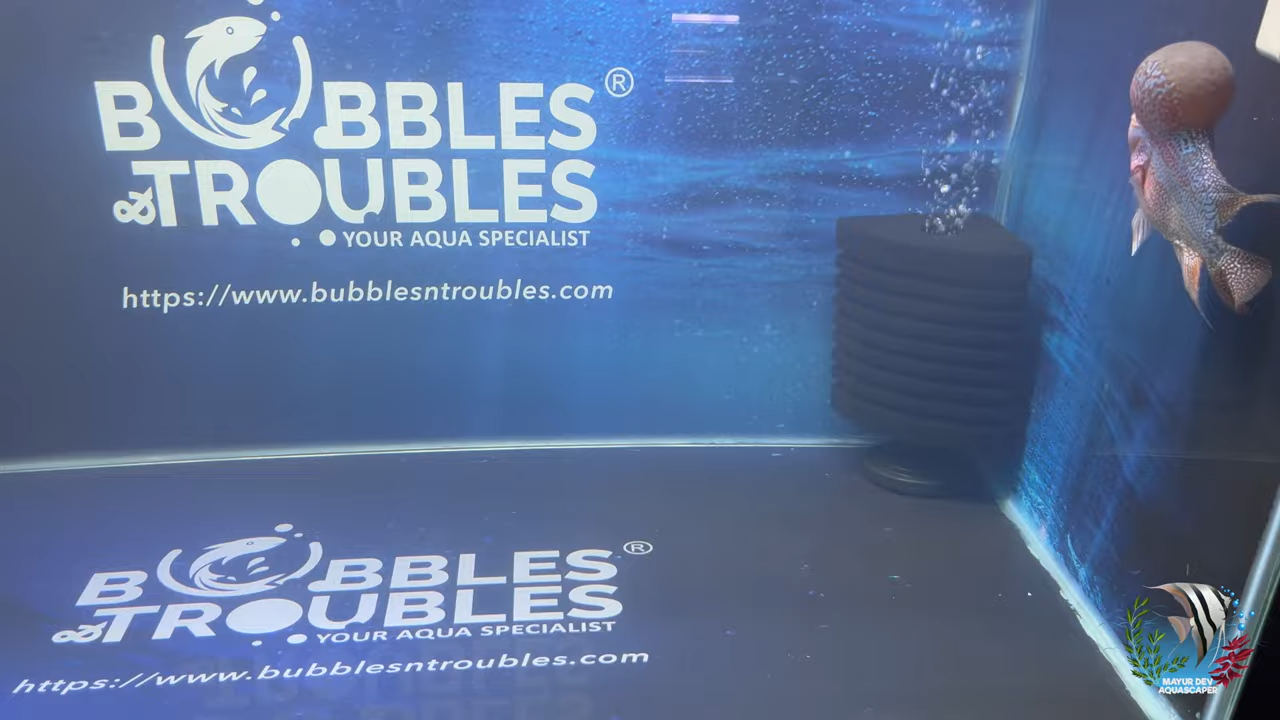 BUBBLES ®
& TROUBLES
YOUR AQUA SPECIALIST
https://www.bubblesntroubles.com
BUBBLES ®
& TROUBLES
YOUR AQUA SPECIALIST
https://www.bubblesntroubles.com
MAYUR DEV
AQUASCAPER